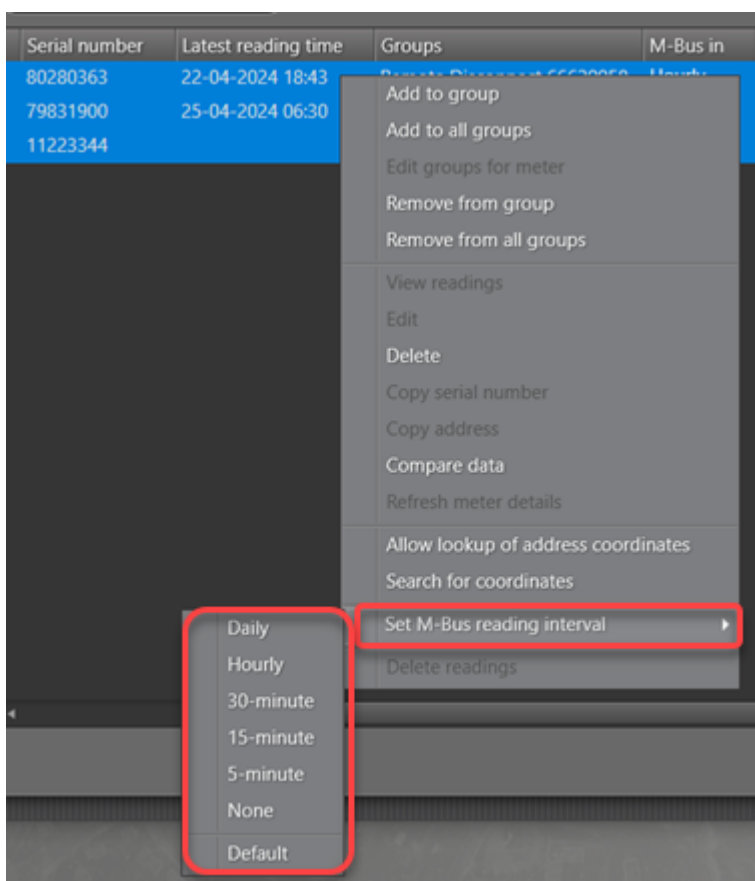 Serial number Latest reading time Groups M-Bus in
80280363 22-04-2024 18:43 Hourly
79831900 25-04-2024 06:30
11223344
Add to group
Add to all groups
Edit groups for meter
Remove from group
Remove from all groups
View readings
Edit
Delete
Copy serial number
Copy address
Compare data
Refresh meter details
Allow lookup of address coordinates
Search for coordinates
Set M-Bus reading interval
Delete readings
Daily
Hourly
30-minute
15-minute
5-minute
None
Default